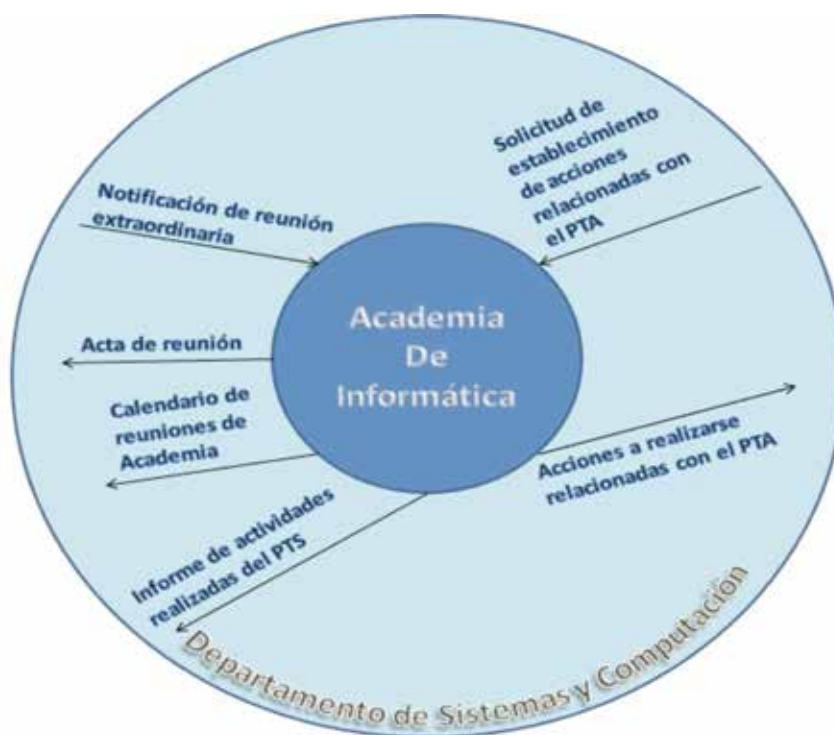 Solicitud de
establecimiento
de acciones
relacionadas con
el PTA
Notificación de reunión
extraordinaria
Academia
De
Informática
Acta de reunión
Calendario de
reuniones de
Academia
Acciones a realizarse
relacionadas con el PTA
Informe de actividades
realizadas del PTS
Departamento de Sistemas y Computación